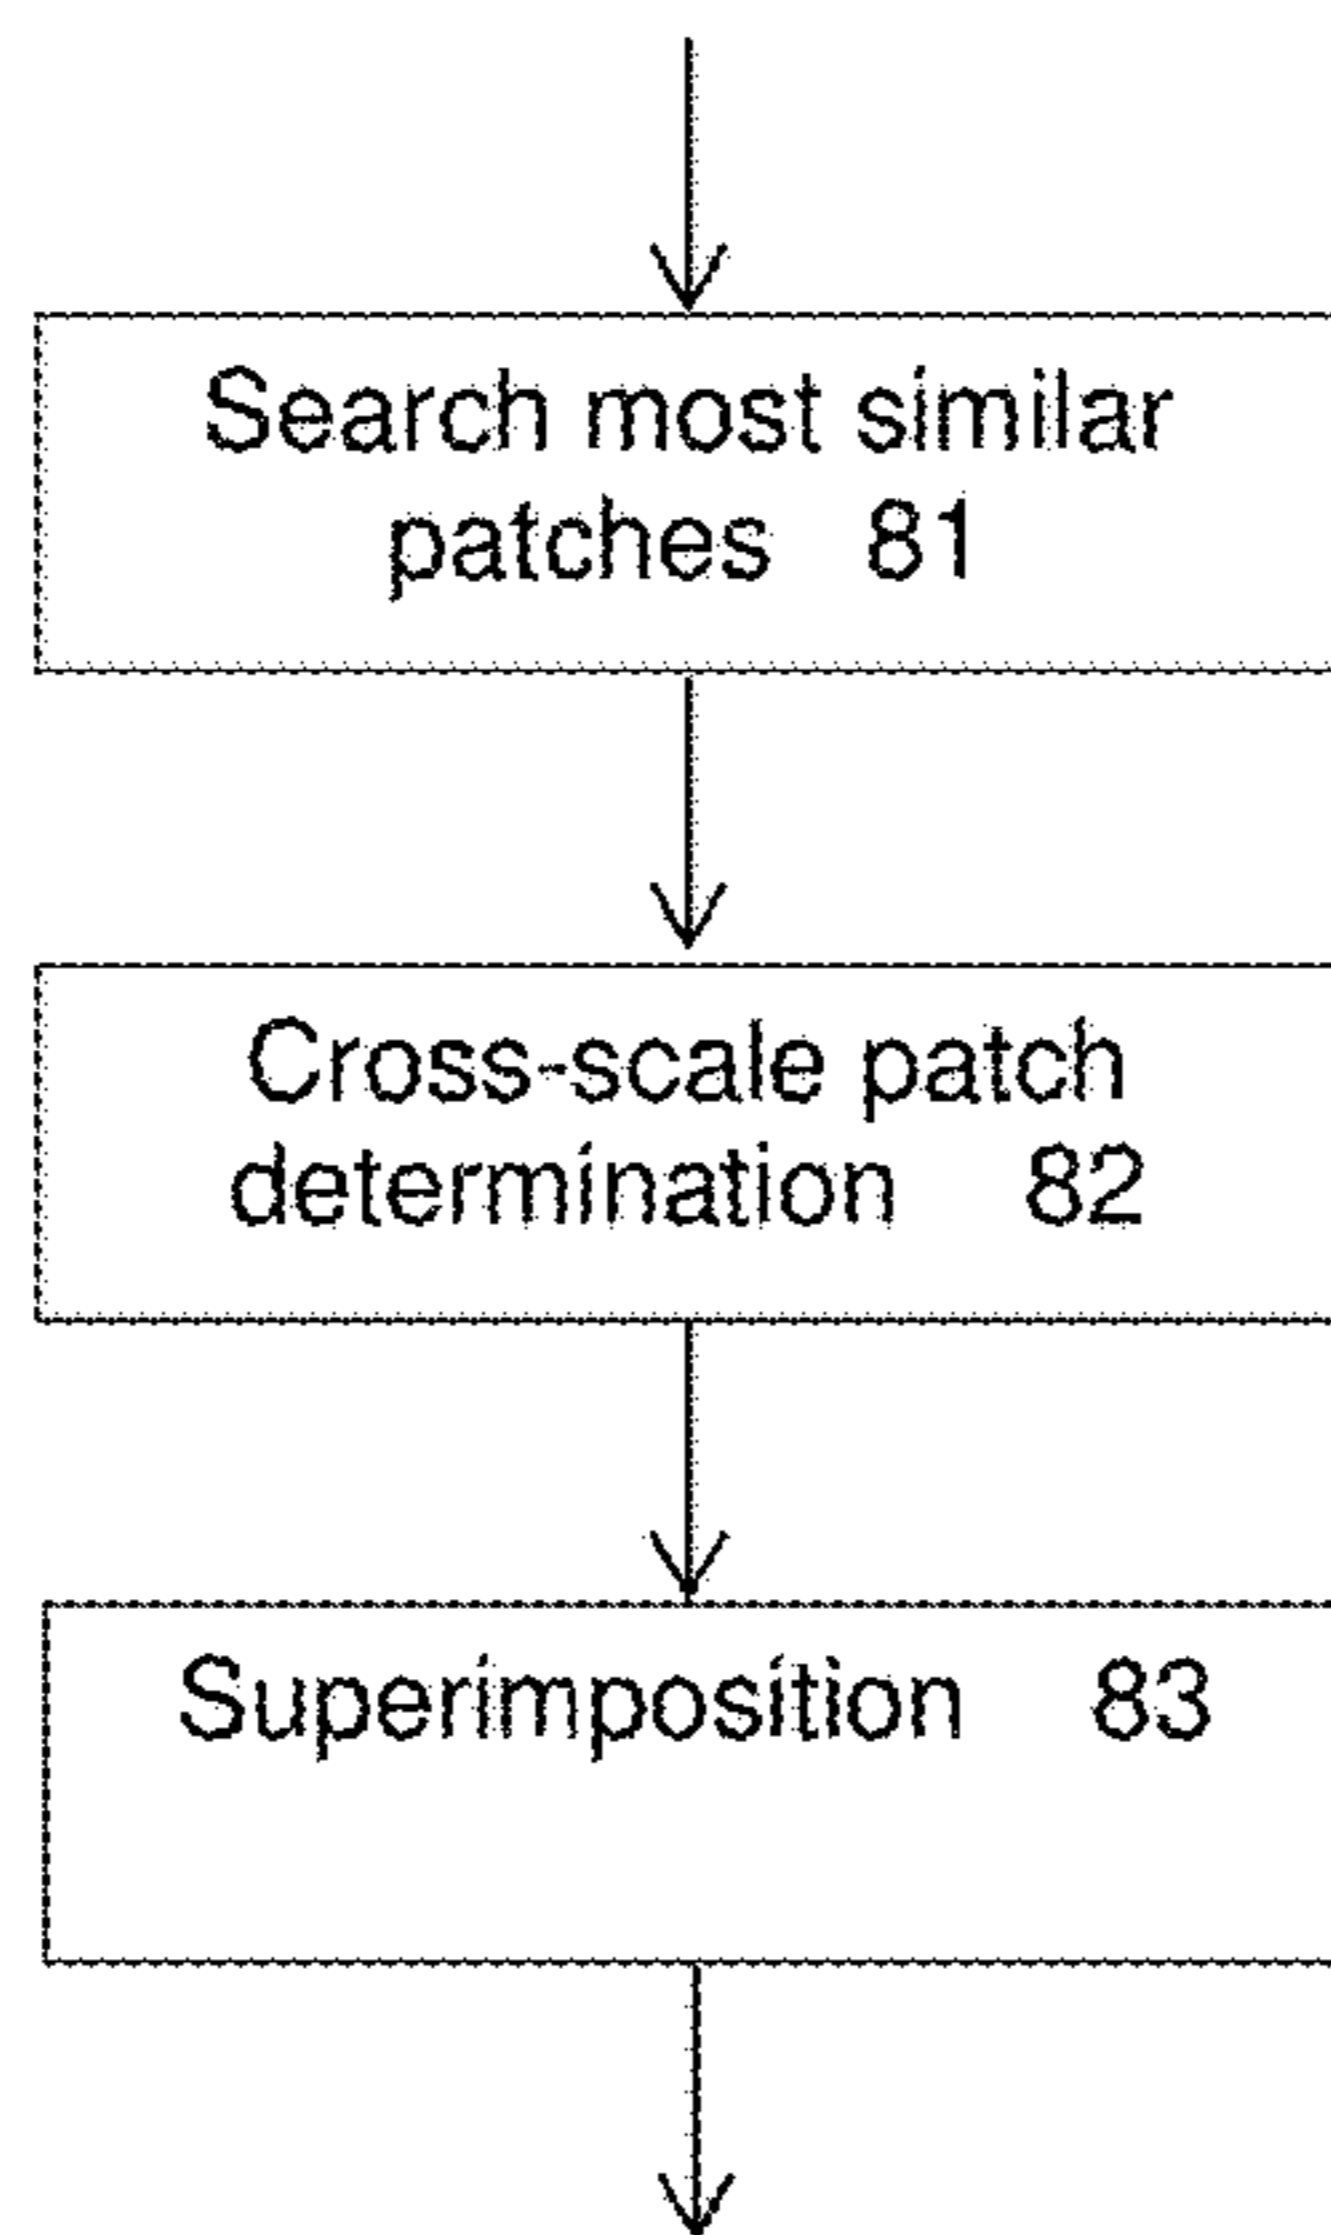 Search most similar
patches 81
Cross-scale patch
determination 82
Superimposition 83